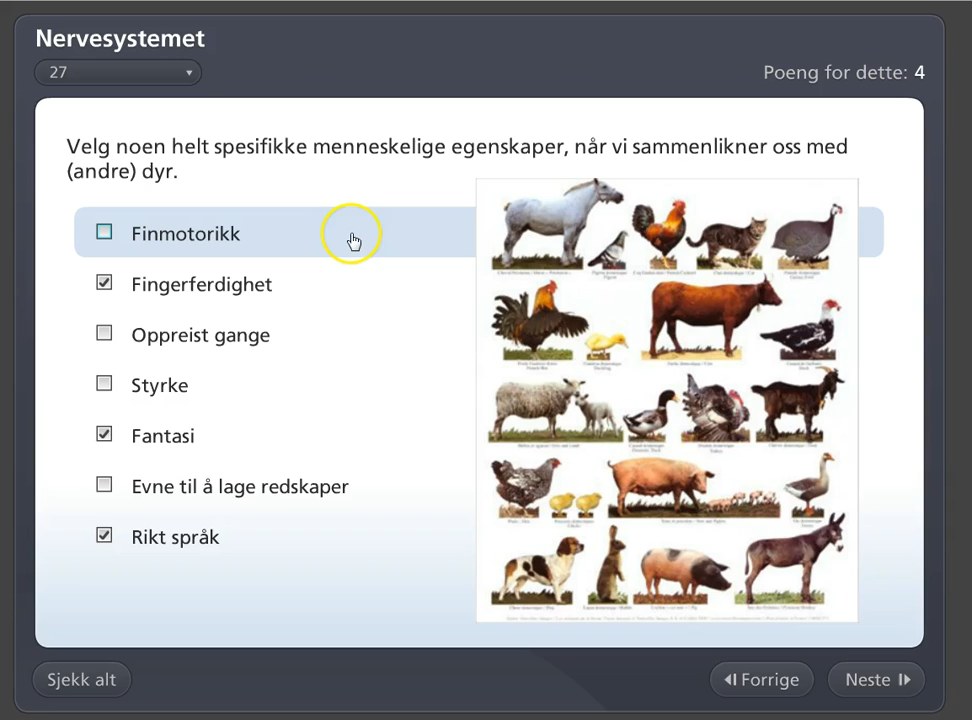 Nervesystemet
27
Poeng for dette: 4
Velg noen helt spesifikke menneskelige egenskaper, når vi sammenlikner oss med
(andre) dyr.
Finmotorikk
Fingerferdighet
Oppreist gange
Styrke
Fantasi
Evne til å lage redskaper
Rikt språk
Sjekk alt
Forrige
Neste